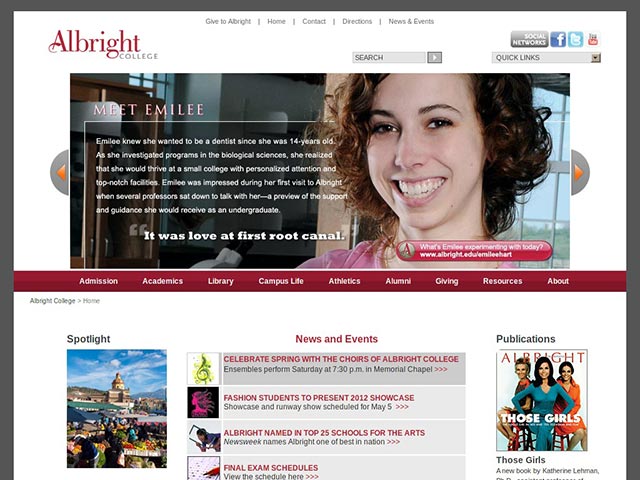 Give to Albright | Home | Contact | Directions | News & Events
Albright
COLLEGE
SOCIAL
NETWORKS
SEARCH
QUICK LINKS
MEET EMILEE
Emilee knew she wanted to be a dentist since she was 14-years old.
As she investigated programs in the biological sciences, she realized
that she would thrive at a small college with personalized attention and
top-notch facilities. Emilee was impressed during her first visit to Albright
when several professors sat down to talk with her—a preview of the support
and guidance she would receive as an undergraduate.
It was love at first root canal.
What's Emilee experimenting with today?
www.albright.edu/emileehart
Admission Academics Library Campus Life Athletics Alumni Giving Resources About
Albright College > Home
Spotlight
News and Events
CELEBRATE SPRING WITH THE CHOIRS OF ALBRIGHT COLLEGE
Ensembles perform Saturday at 7:30 p.m. in Memorial Chapel >>>
FASHION STUDENTS TO PRESENT 2012 SHOWCASE
Showcase and runway show scheduled for May 5 >>>
ALBRIGHT NAMED IN TOP 25 SCHOOLS FOR THE ARTS
Newsweek names Albright one of best in nation >>>
FINAL EXAM SCHEDULES
View the schedule here >>>
Publications
ALBRIGHT
THOSE GIRLS
Those Girls
A new book by Katherine Lehman,